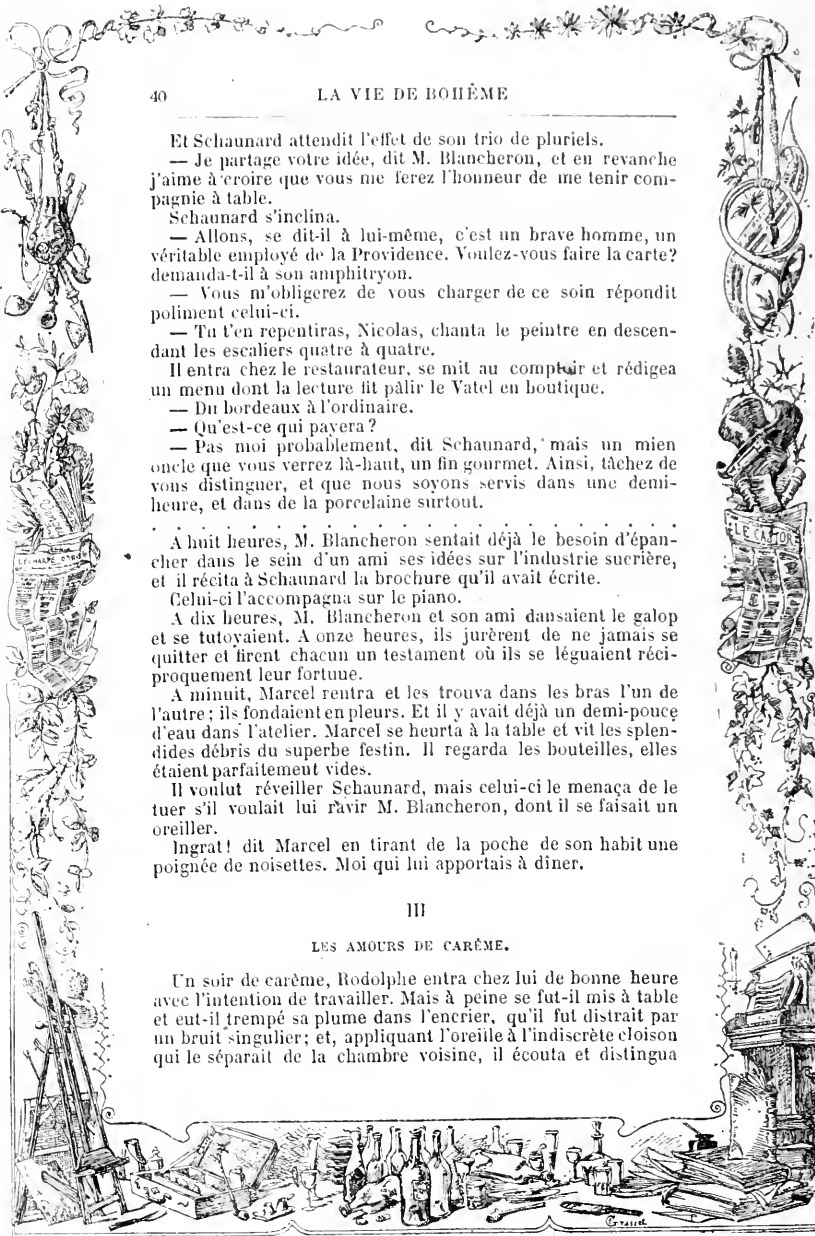 40 LA VIE DE BOHÊME
Et Schaunard attendit l'effet de son trio de pluriels.
— Je partage votre idée, dit M. Blancheron, et en revanche
j'aime à croire que vous me ferez l'honneur de me tenir com-
pagnie à table.
Schaunard s'inclina.
— Allons, se dit-il à lui-même, c'est un brave homme, un
véritable employé de la Providence. Voulez-vous faire la carte?
demanda-t-il à son amphitryon.
— Vous m'obligerez de vous charger de ce soin répondit
poliment celui-ci.
— Tu t'en repentiras, Nicolas, chanta le peintre en descen-
dant les escaliers quatre à quatre.
Il entra chez le restaurateur, se mit au comptoir et rédigea
un menu dont la lecture fit pâlir le Vatel en boutique.
— Du bordeaux à l'ordinaire.
— Qu'est-ce qui payera?
— Pas moi probablement, dit Schaunard, mais un mien
oncle que vous verrez là-haut, un fin gourmet. Ainsi, tâchez de
vous distinguer, et que nous soyons servis dans une demi-
heure, et dans de la porcelaine surtout.
. . . . . . . . . . . . . . . . . . . . .
A huit heures, M. Blancheron sentait déjà le besoin d'épan-
cher dans le sein d'un ami ses idées sur l'industrie sucrière,
et il récita à Schaunard la brochure qu'il avait écrite.
Celui-ci l'accompagna sur le piano.
A dix heures, M. Blancheron et son ami dansaient le galop
et se tutoyaient. A onze heures, ils jurèrent de ne jamais se
quitter et firent chacun un testament où ils se léguaient réci-
proquement leur fortune.
A minuit, Marcel rentra et les trouva dans les bras l'un de
l'autre; ils fondaient en pleurs. Et il y avait déjà un demi-pouce
d'eau dans l'atelier. Marcel se heurta à la table et vit les splen-
dides débris du superbe festin. Il regarda les bouteilles, elles
étaient parfaitement vides.
Il voulut réveiller Schaunard, mais celui-ci le menaça de le
tuer s'il voulait lui ravir M. Blancheron, dont il se faisait un
oreiller.
Ingrat! dit Marcel en tirant de la poche de son habit une
poignée de noisettes. Moi qui lui apportais à dîner.
III
LES AMOURS DE CARÊME.
Un soir de carême, Rodolphe entra chez lui de bonne heure
avec l'intention de travailler. Mais à peine se fut-il mis à table
et eut-il trempé sa plume dans l'encrier, qu'il fut distrait par
un bruit singulier; et, appliquant l'oreille à l'indiscrète cloison
qui le séparait de la chambre voisine, il écouta et distingua
LE CASTOR
L'ECHARPE D'IRIS